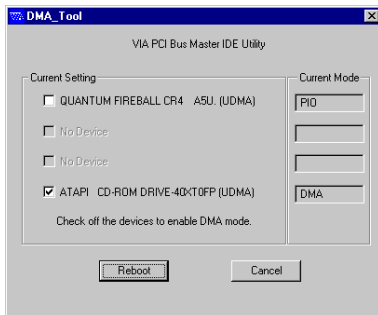 DMA_Tool
VIA PCI Bus Master IDE Utility
Current Setting
Current Mode
QUANTUM FIREBALL CR4 A5U. (UDMA)
PIO
No Device
No Device
ATAPI CD-ROM DRIVE-40XT0FP (UDMA)
DMA
Check off the devices to enable DMA mode.
Reboot
Cancel